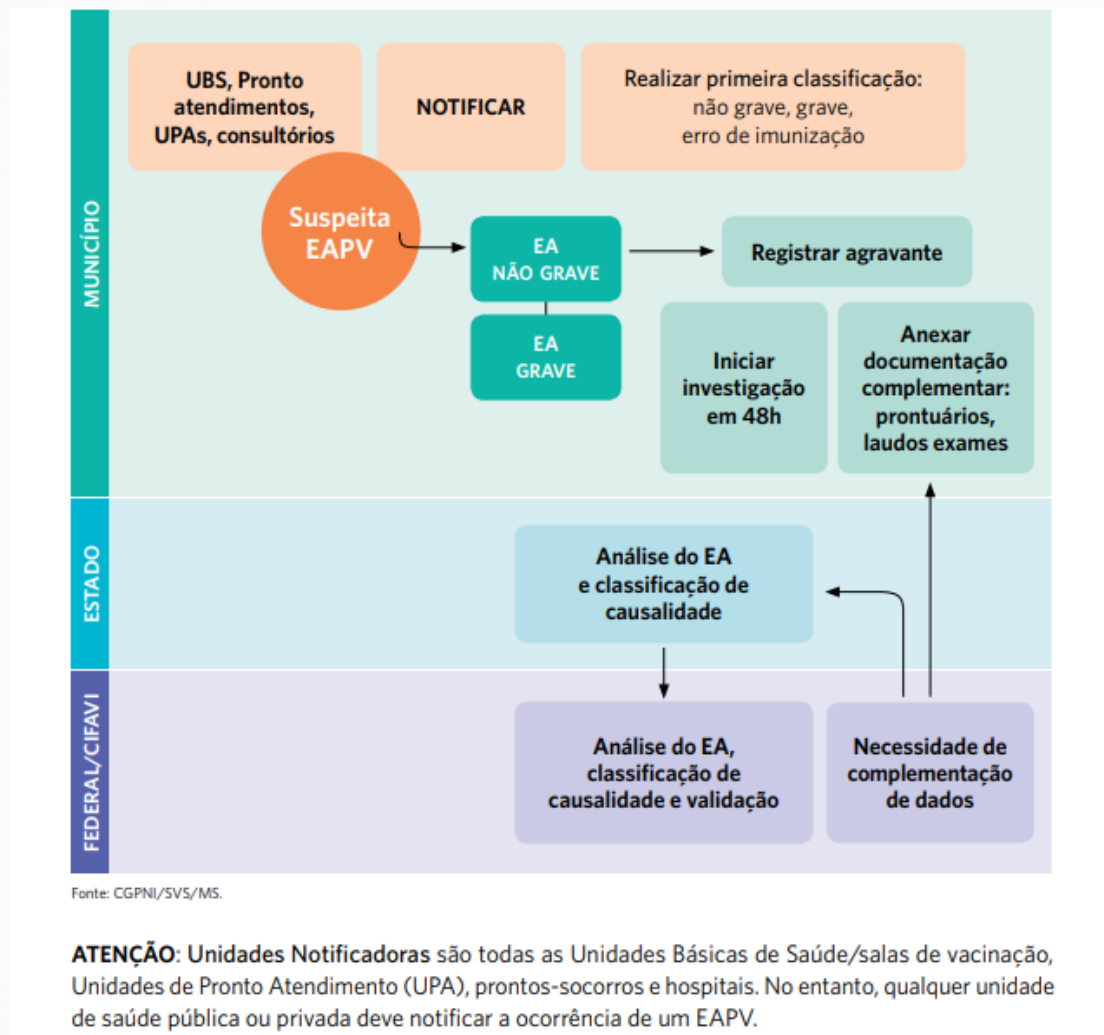 MUNICÍPIO
UBS, Pronto
atendimentos,
UPAs, consultórios
NOTIFICAR
Realizar primeira classificação:
não grave, grave,
erro de imunização
Suspeita
EAPV
EA
NÃO GRAVE
Registrar agravante
EA
GRAVE
Iniciar
investigação
em 48h
Anexar
documentação
complementar:
prontuários,
laudos exames
ESTADO
Análise do EA
e classificação de
causalidade
FEDERAL/CIFAVI
Análise do EA,
classificação de
causalidade e validação
Necessidade de
complementação
de dados
Fonte: CGPNI/SVS/MS.
ATENÇÃO: Unidades Notificadoras são todas as Unidades Básicas de Saúde/salas de vacinação,
Unidades de Pronto Atendimento (UPA), prontos-socorros e hospitais. No entanto, qualquer unidade
de saúde pública ou privada deve notificar a ocorrência de um EAPV.